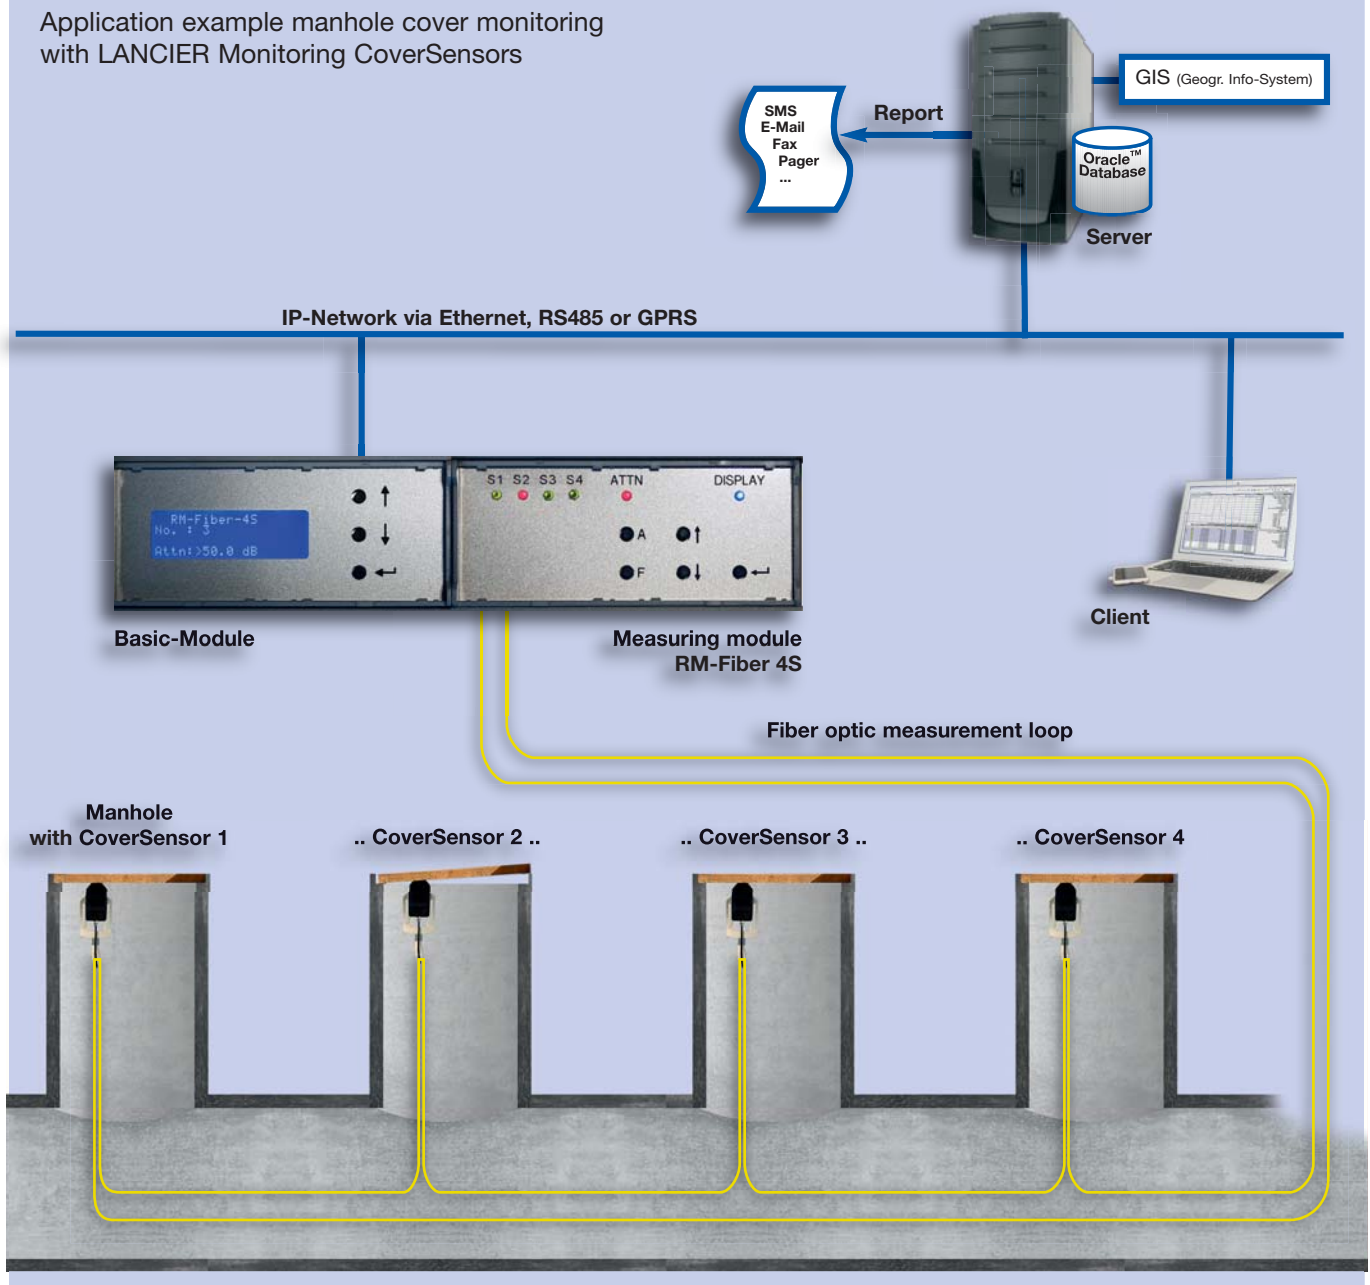 Application example manhole cover monitoring
with LANCIER Monitoring CoverSensors
GIS (Geogr. Info-System)
SMS
E-Mail
Fax
Pager
...
Report
Oracle™
Database
Server
IP-Network via Ethernet, RS485 or GPRS
S1 S2 S3 S4 ATTN DISPLAY
RM-Fiber-4S
No. : 3
Attn:>50.0 dB
A
F
Basic-Module
Measuring module
RM-Fiber 4S
Client
Fiber optic measurement loop
Manhole
with CoverSensor 1
.. CoverSensor 2 ..
.. CoverSensor 3 ..
.. CoverSensor 4